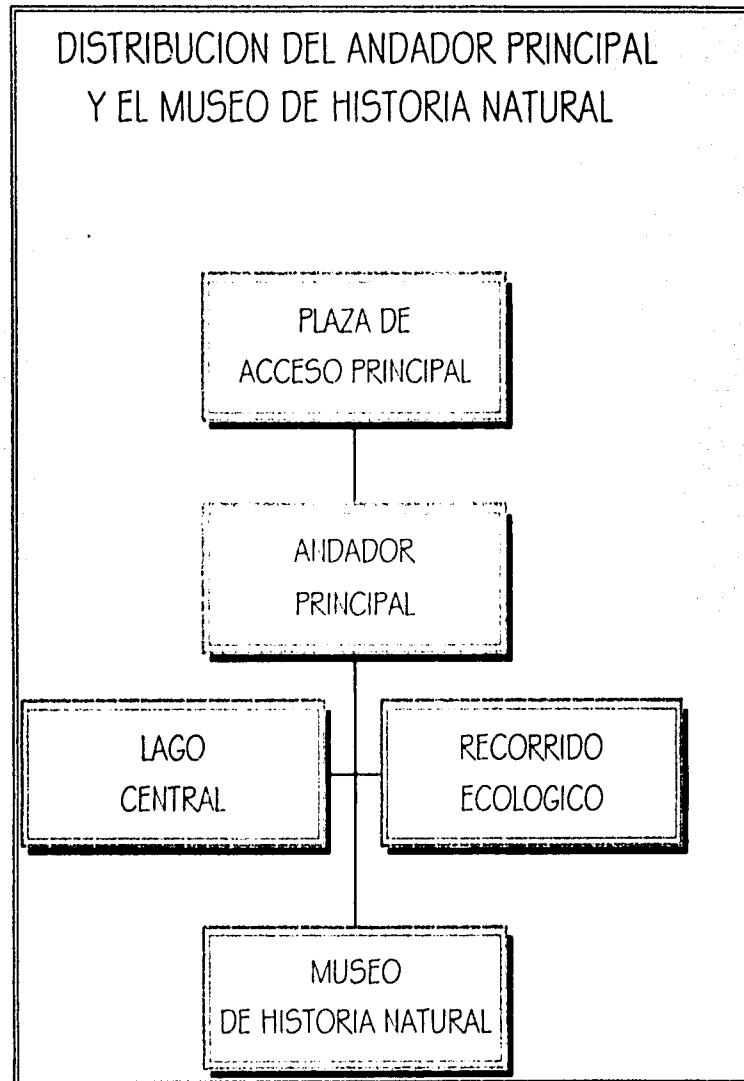 DISTRIBUCION DEL ANDADOR PRINCIPAL
Y EL MUSEO DE HISTORIA NATURAL
PLAZA DE
ACCESO PRINCIPAL
ANDADOR
PRINCIPAL
LAGO
CENTRAL
RECORRIDO
ECOLOGICO
MUSEO
DE HISTORIA NATURAL